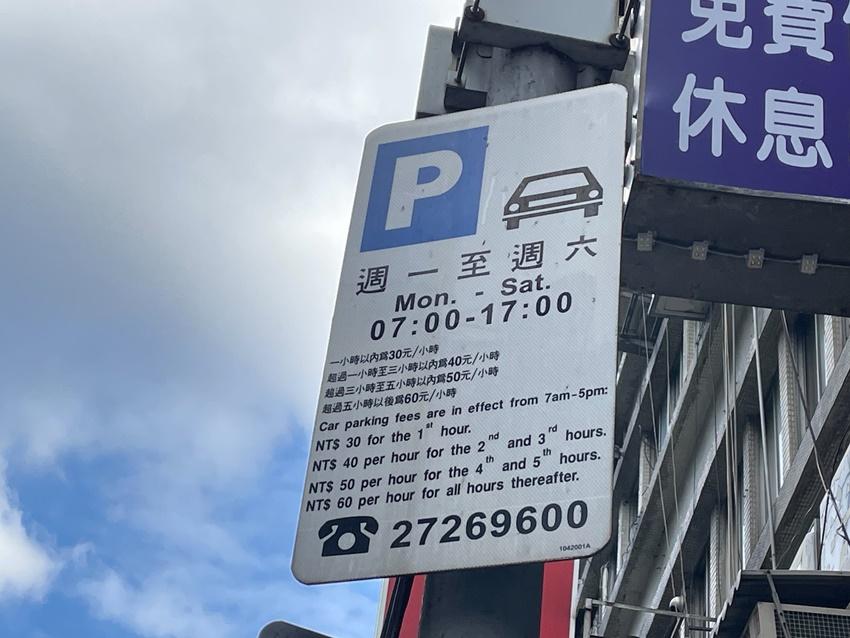 免費
休息
P
週一至週六
Mon. - Sat.
07:00-17:00
一小時以內爲30元/小時
超過一小時至三小時以內爲40元/小時
超過三小時至五小時以內爲50元/小時
超過五小時以後爲60元/小時
Car parking fees are in effect from 7am-5pm:
NT$ 30 for the 1st hour.
NT$ 40 per hour for the 2nd and 3rd hours.
NT$ 50 per hour for the 4th and 5th hours.
NT$ 60 per hour for all hours thereafter.
27269600
1042001A